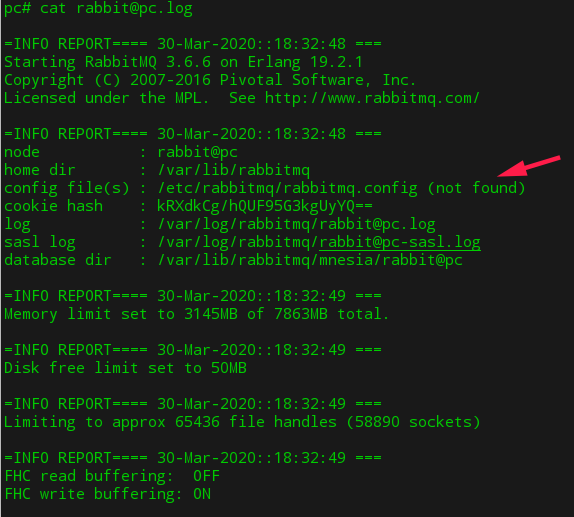 pc# cat rabbit@pc.log
=INFO REPORT==== 30-Mar-2020::18:32:48 ===
Starting RabbitMQ 3.6.6 on Erlang 19.2.1
Copyright (C) 2007-2016 Pivotal Software, Inc.
Licensed under the MPL.  See http://www.rabbitmq.com/
=INFO REPORT==== 30-Mar-2020::18:32:48 ===
node           : rabbit@pc
home dir       : /var/lib/rabbitmq
config file(s) : /etc/rabbitmq/rabbitmq.config (not found)
cookie hash    : kRXdkCg/hQUF95G3kgUyYQ==
log            : /var/log/rabbitmq/rabbit@pc.log
sasl log       : /var/log/rabbitmq/rabbit@pc-sasl.log
database dir   : /var/lib/rabbitmq/mnesia/rabbit@pc
=INFO REPORT==== 30-Mar-2020::18:32:49 ===
Memory limit set to 3145MB of 7863MB total.
=INFO REPORT==== 30-Mar-2020::18:32:49 ===
Disk free limit set to 50MB
=INFO REPORT==== 30-Mar-2020::18:32:49 ===
Limiting to approx 65436 file handles (58890 sockets)
=INFO REPORT==== 30-Mar-2020::18:32:49 ===
FHC read buffering:  OFF
FHC write buffering: ON